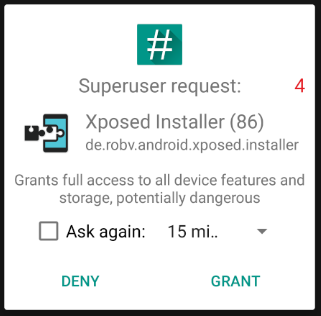 #
Superuser request: 4
Xposed Installer (86)
de.robv.android.xposed.installer
Grants full access to all device features and
storage, potentially dangerous
Ask again: 15 mi..
DENY GRANT